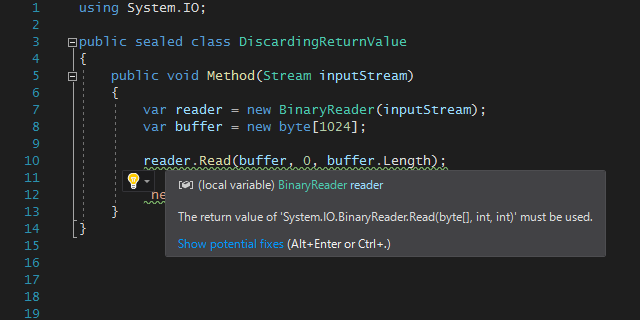 1 using System.IO;
2
3 public sealed class DiscardingReturnValue
4 {
5 public void Method(Stream inputStream)
6 {
7 var reader = new BinaryReader(inputStream);
8 var buffer = new byte[1024];
9
10 reader.Read(buffer, 0, buffer.Length);
11 (local variable) BinaryReader reader
12 ne
The return value of 'System.IO.BinaryReader.Read(byte[], int, int)' must be used.
13 }
14 }
Show potential fixes (Alt+Enter or Ctrl+.)
15
16
17
18
19